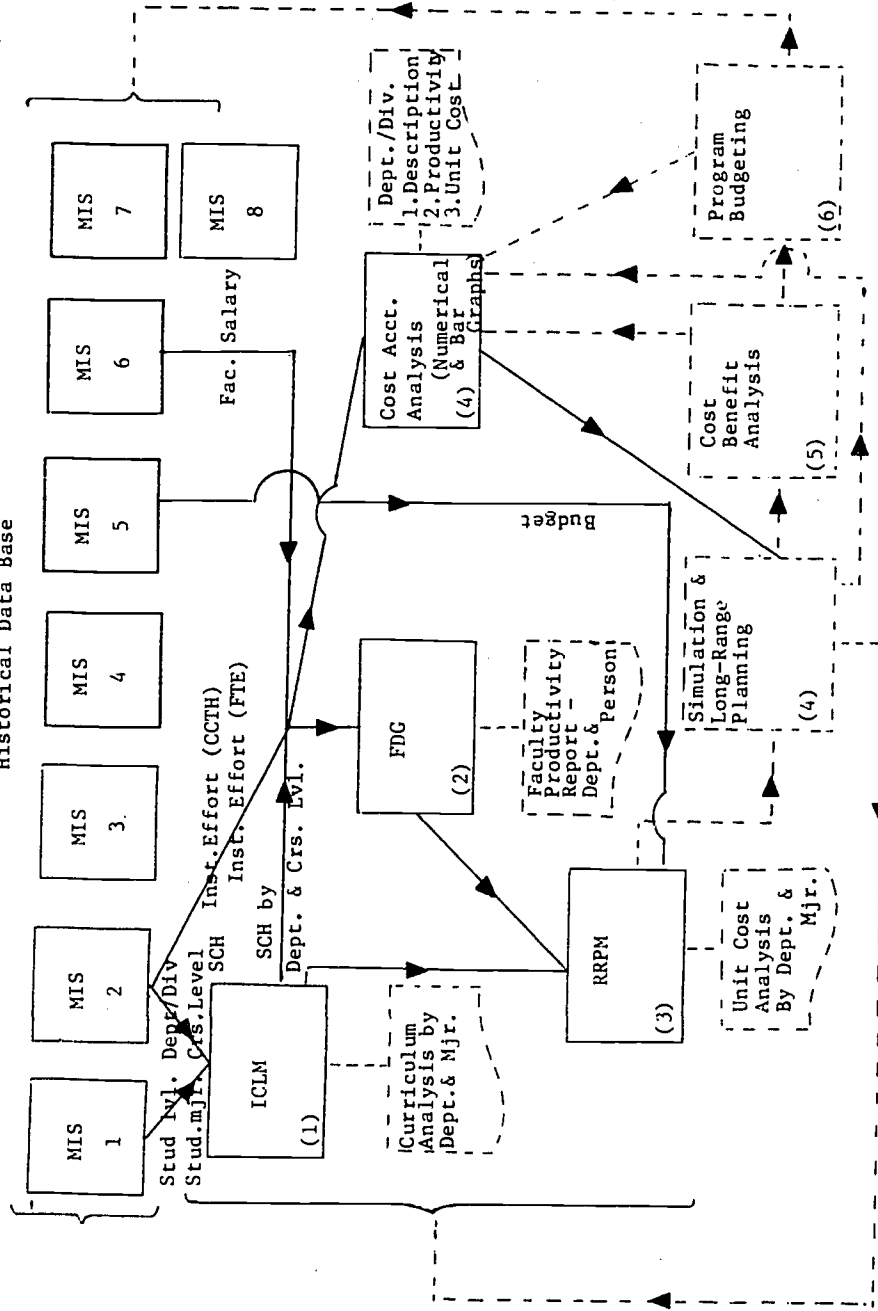 Historical Data Base
MIS
1
MIS
2
MIS
3
MIS
4
MIS
5
MIS
6
MIS
7
MIS
8
Stud lvl. Dept/Div
Stud.mjr. Crs.Level
SCH
Inst.Effort (CCTH)
Inst. Effort (FTE)
SCH by
Dept. & Crs. Lvl.
Fac. Salary
ICLM
(1)
Curriculum
Analysis by
Dept.& Mjr.
FDG
(2)
Faculty
Productivity
Report -
Dept.& Person
Budget
RRPM
(3)
Unit Cost
Analysis
By Dept. &
Mjr.
Cost Acct.
Analysis
(Numerical
& Bar
Graphs)
(4)
Dept./Div.
1.Description
2.Productivity
3.Unit Cost
Simulation &
Long-Range
Planning
(4)
Cost
Benefit
Analysis
(5)
Program
Budgeting
(6)